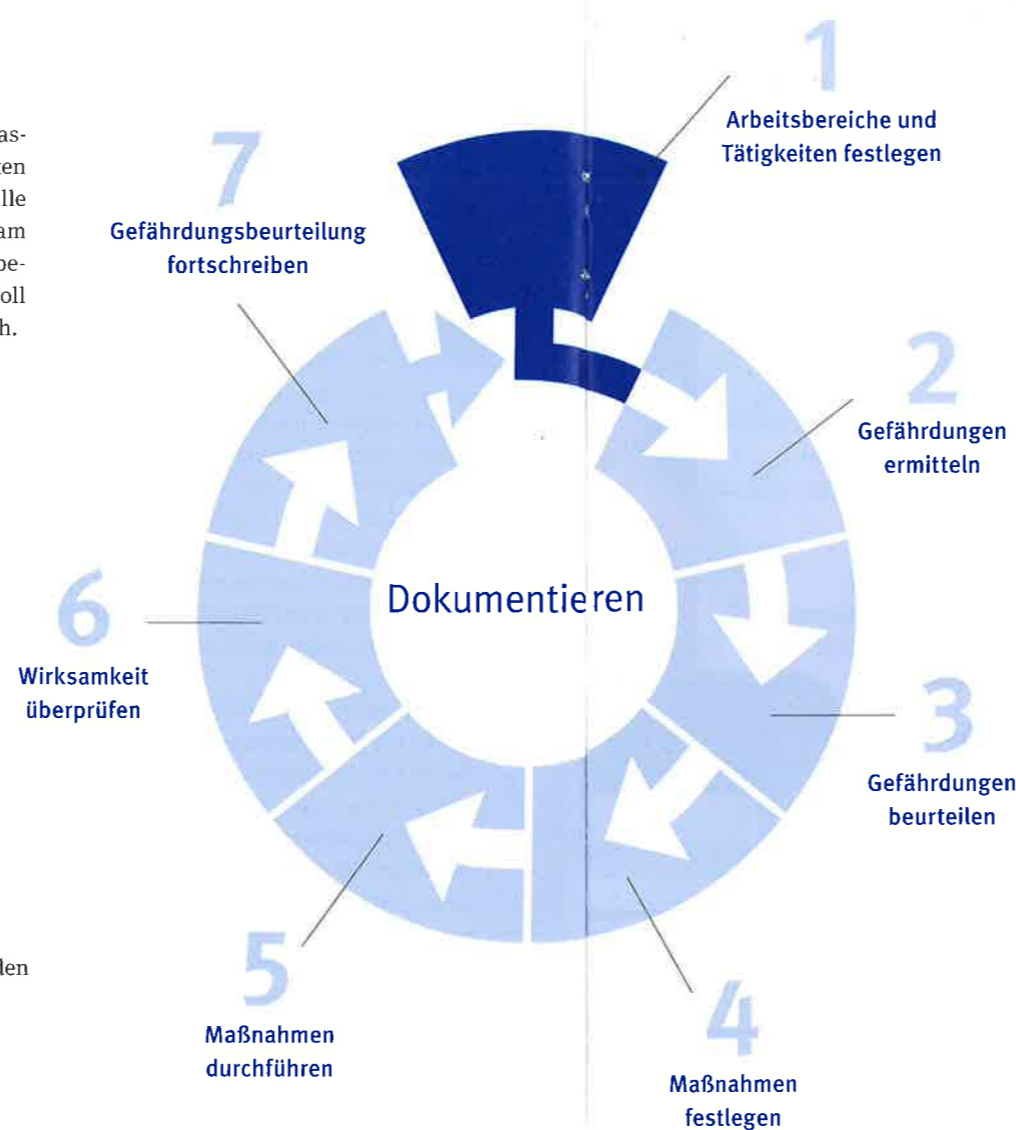 1
Arbeitsbereiche und
Tätigkeiten festlegen
2
Gefährdungen
ermitteln
3
Gefährdungen
beurteilen
4
Maßnahmen
festlegen
5
Maßnahmen
durchführen
6
Wirksamkeit
überprüfen
7
Gefährdungsbeurteilung
fortschreiben
Dokumentieren